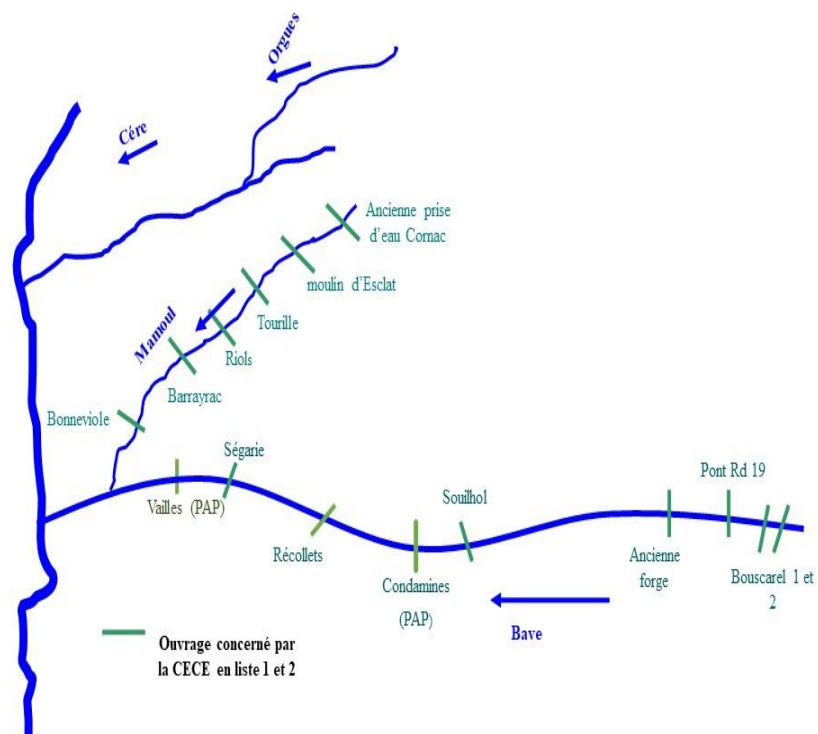 Orgues
Cére
Ancienne prise
d'eau Cornac
moulin d'Esclat
Tourille
Mamoul
Riols
Barrayrac
Bonneviole
Ségarie
Vailles (PAP)
Récollets
Souilhol
Condamines
(PAP)
Pont Rd 19
Ancienne
forge
Bouscarel 1 et
2
Bave
Ouvrage concerné par
la CECE en liste 1 et 2